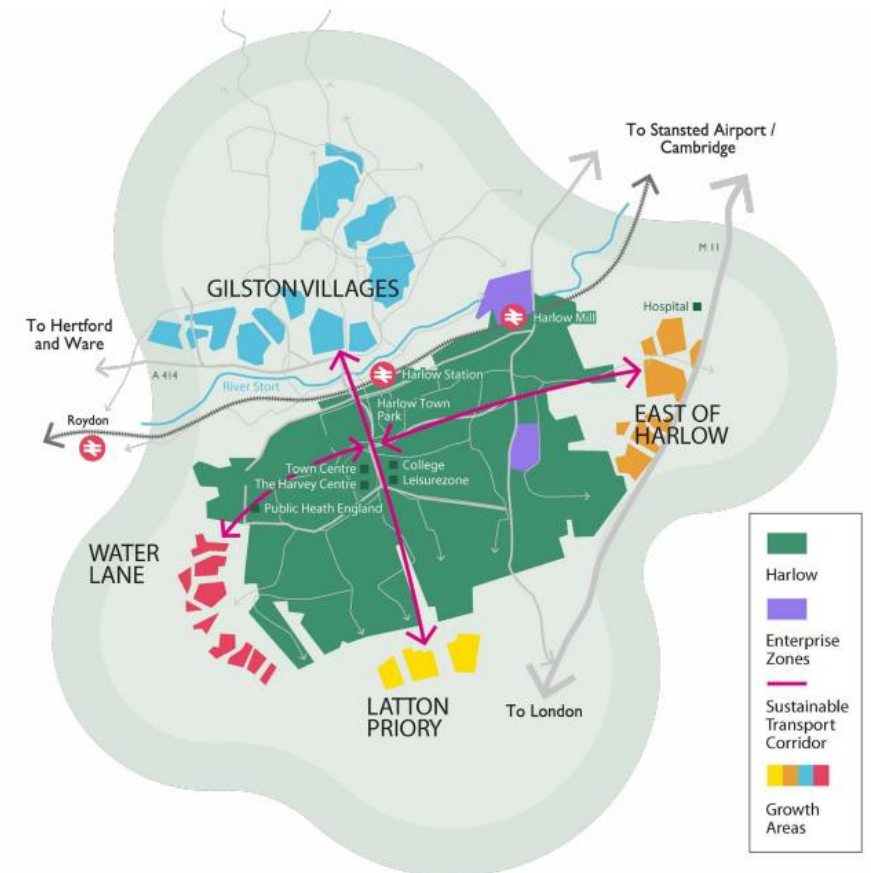 To Stansted Airport /
Cambridge
M 11
GILSTON VILLAGES
Hospital
To Hertford
and Ware
Harlow Mill
A 414
River Stort
Harlow Station
Roydon
Harlow Town
Park
EAST OF
HARLOW
Town Centre
College
The Harvey Centre
Leisurezone
Public Heath England
WATER
LANE
LATTON
PRIORY
To London
Harlow
Enterprise
Zones
Sustainable
Transport
Corridor
Growth
Areas